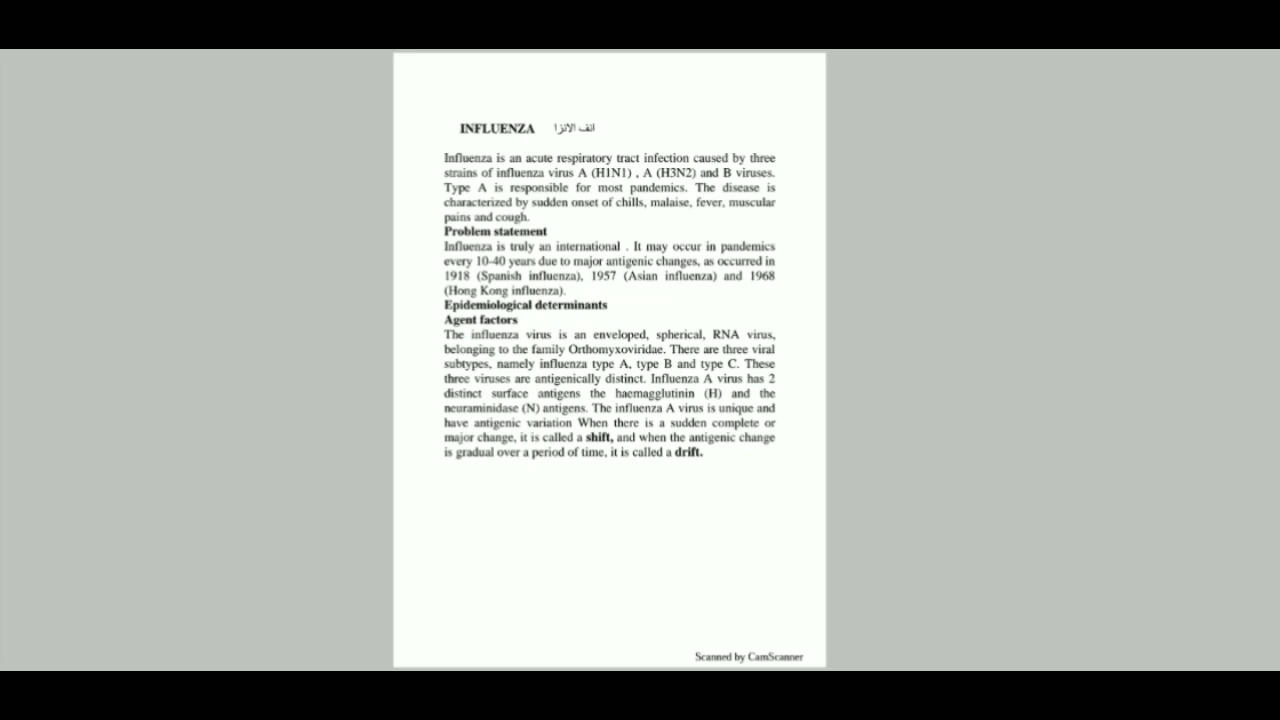 INFLUENZA انف الانزا
Influenza is an acute respiratory tract infection caused by three
strains of influenza virus A (H1N1) , A (H3N2) and B viruses.
Type A is responsible for most pandemics. The disease is
characterized by sudden onset of chills, malaise, fever, muscular
pains and cough.
Problem statement
Influenza is truly an international . It may occur in pandemics
every 10-40 years due to major antigenic changes, as occurred in
1918 (Spanish influenza), 1957 (Asian influenza) and 1968
(Hong Kong influenza).
Epidemiological determinants
Agent factors
The influenza virus is an enveloped, spherical, RNA virus,
belonging to the family Orthomyxoviridae. There are three viral
subtypes, namely influenza type A, type B and type C. These
three viruses are antigenically distinct. Influenza A virus has 2
distinct surface antigens the haemagglutinin (H) and the
neuraminidase (N) antigens. The influenza A virus is unique and
have antigenic variation When there is a sudden complete or
major change, it is called a shift, and when the antigenic change
is gradual over a period of time, it is called a drift.
Scanned by CamScanner